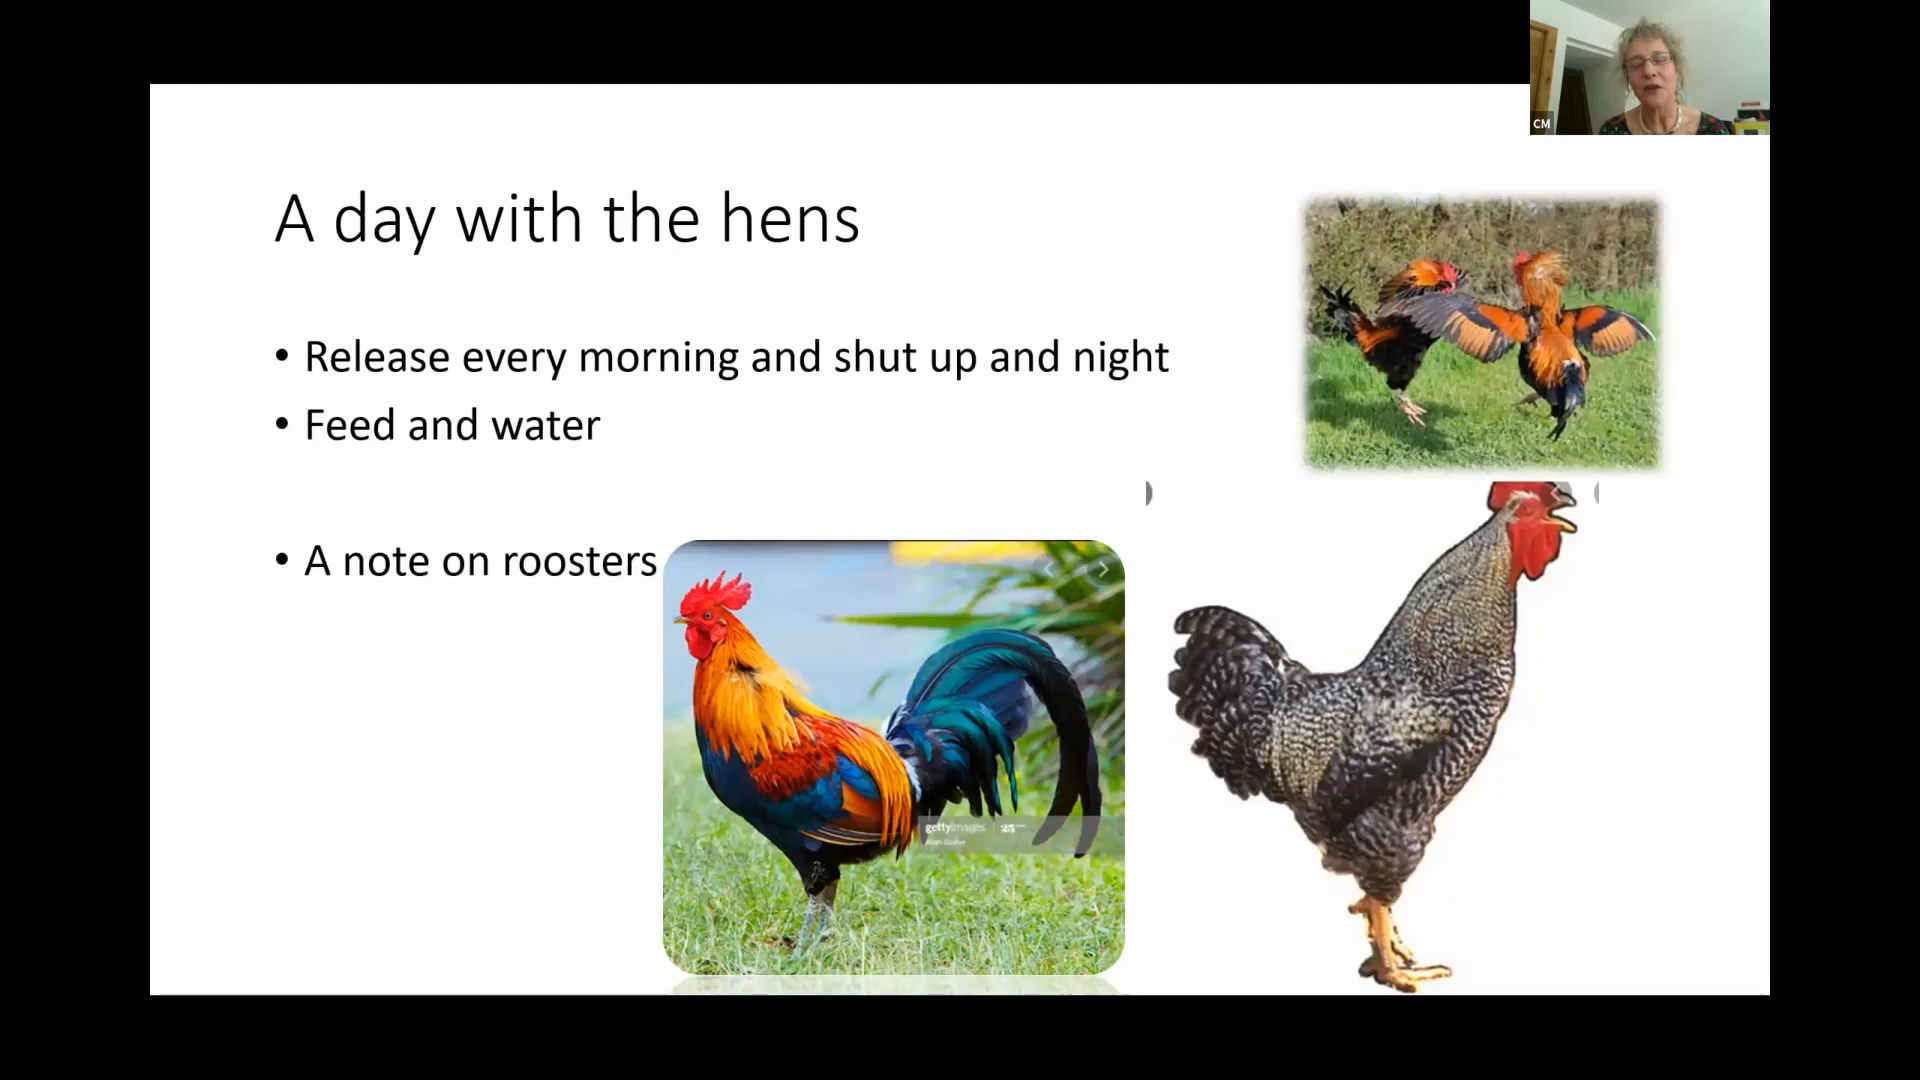 CM
A day with the hens
• Release every morning and shut up and night
• Feed and water
• A note on roosters
gettyimages
25